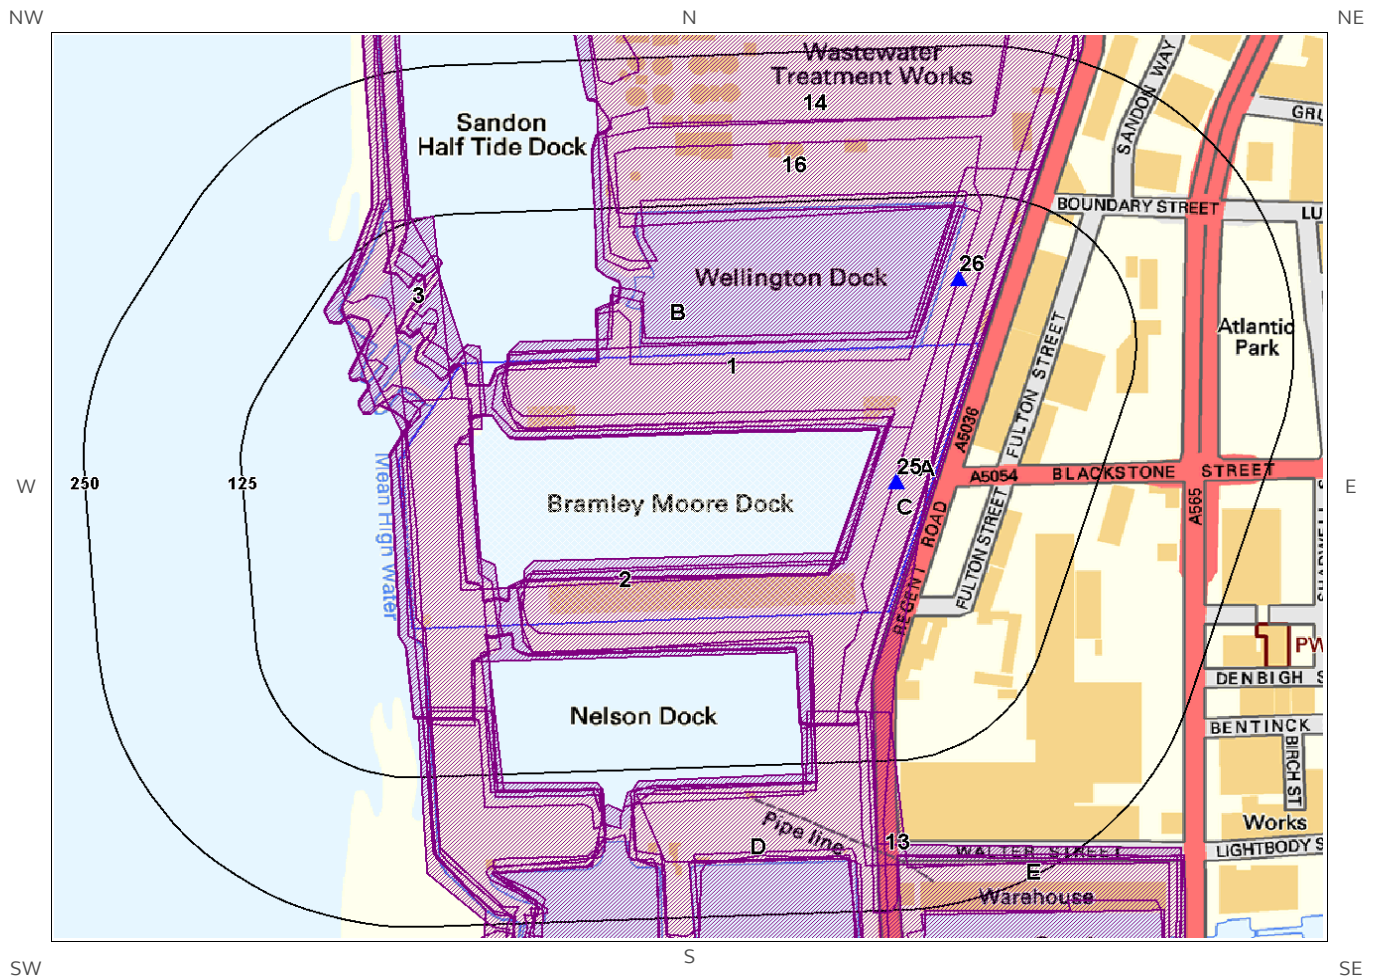 NW
N
NE
Wastewater
Treatment Works
14
SANDON WAY
GRU
Sandon
Half Tide Dock
16
BOUNDARY STREET
LU
26
Wellington Dock
3
B
Atlantic
Park
1
FULTON STREET
A5036
25A
W
250
125
A5054
BLACKSTONE
STREET
E
Bramley Moore Dock
C
A565
Mean High Water
REGENT ROAD
FULTON STREET
2
PW
DENBIGH S
Nelson Dock
BENTINCK
BIRCH ST
Pipe line
Works
13
D
WALTER STREET
LIGHTBODY S
E
Warehouse
SW
S
SE